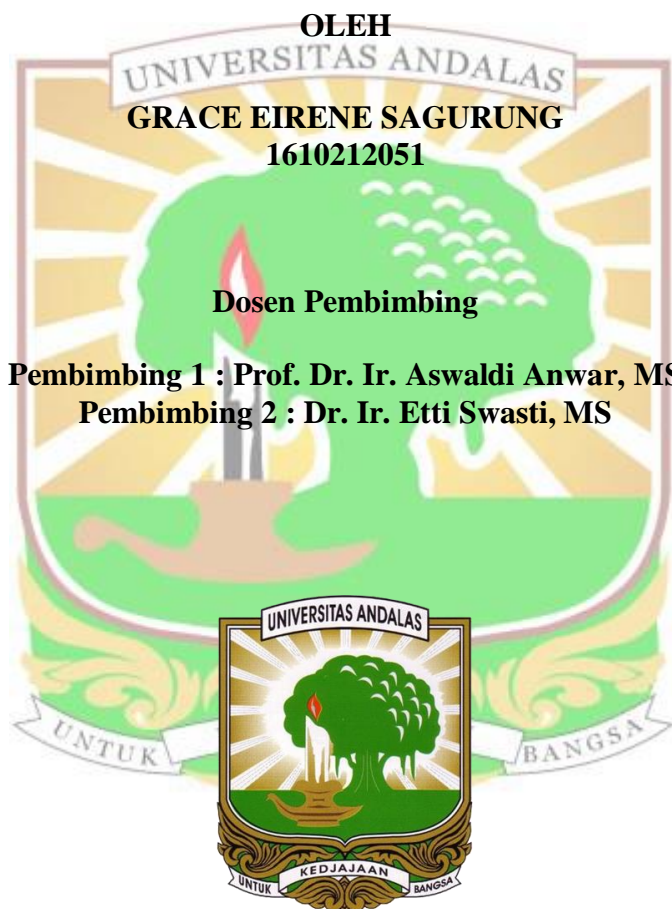 OLEH
UNIVERSITAS ANDALAS
GRACE EIRENE SAGURUNG
1610212051
Dosen Pembimbing
Pembimbing 1 : Prof. Dr. Ir. Aswaldi Anwar, MS
Pembimbing 2 : Dr. Ir. Etti Swasti, MS
UNIVERSITAS ANDALAS
UNTUK BANGSA
UNTUK KEDJAJAAN BANGSA